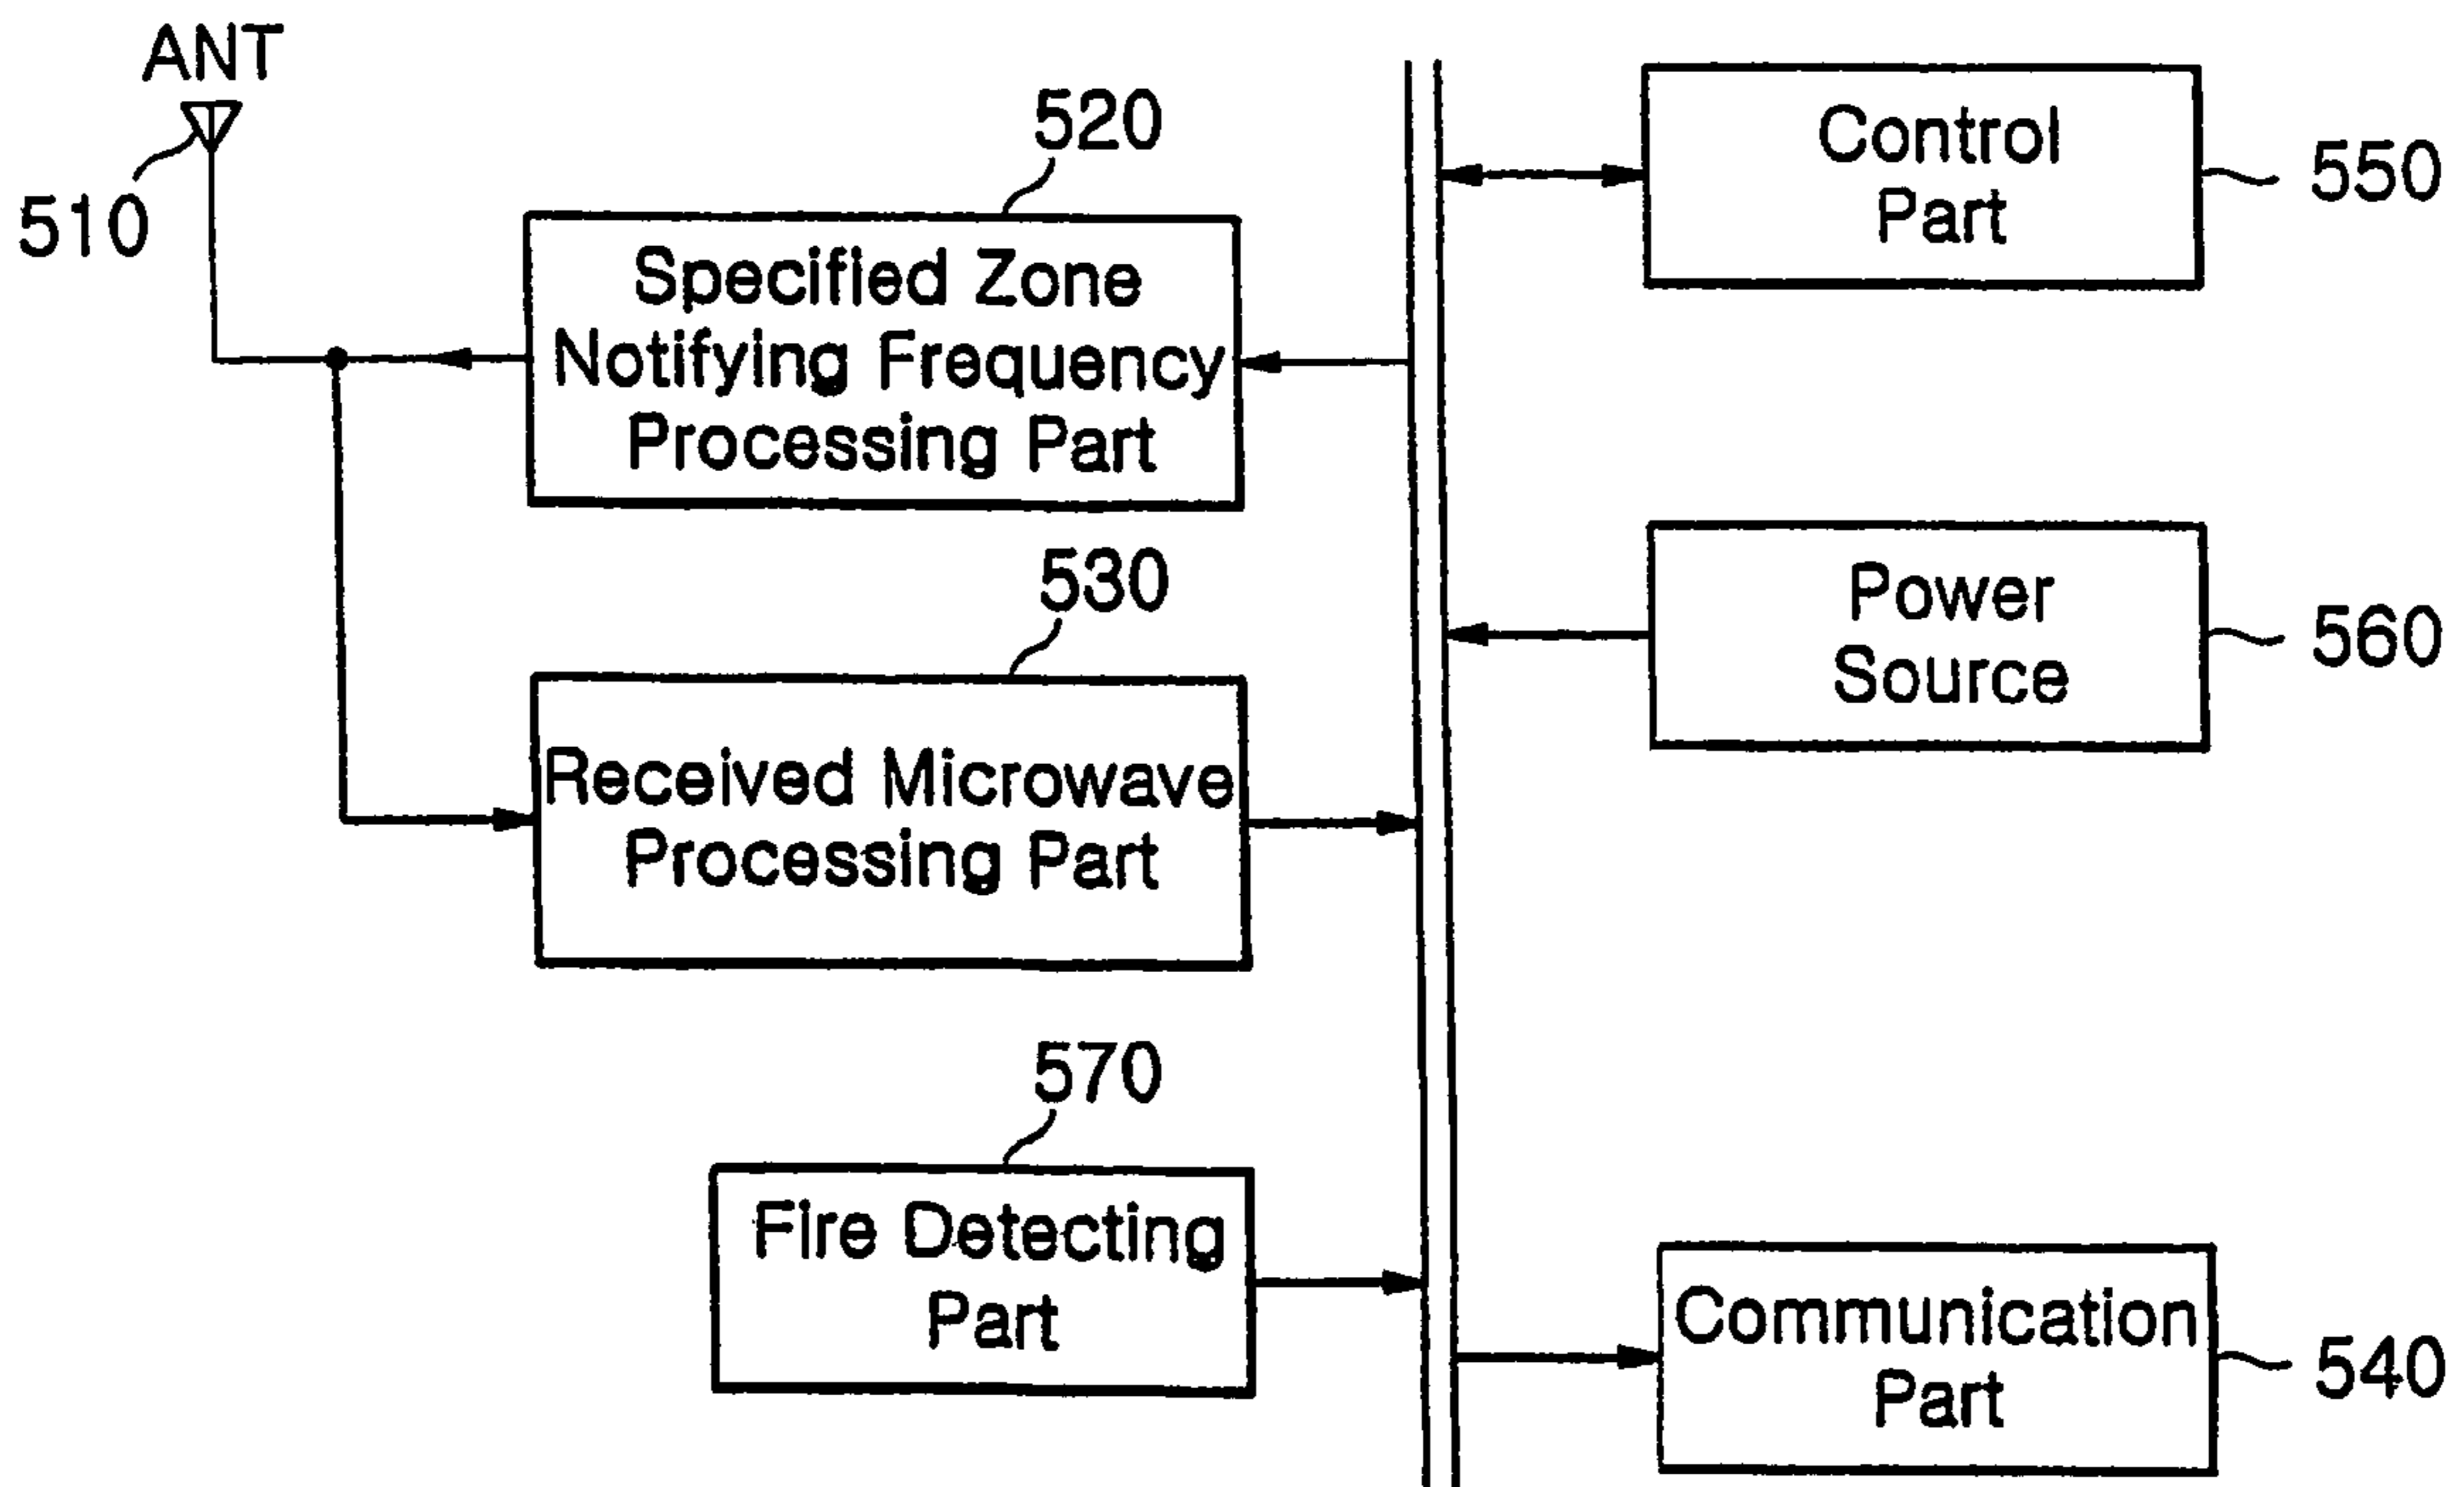 ANT
510
520
Specified Zone
Notifying Frequency
Processing Part
530
Received Microwave
Processing Part
570
Fire Detecting
Part
Control
Part
550
Power
Source
560
Communication
Part
540